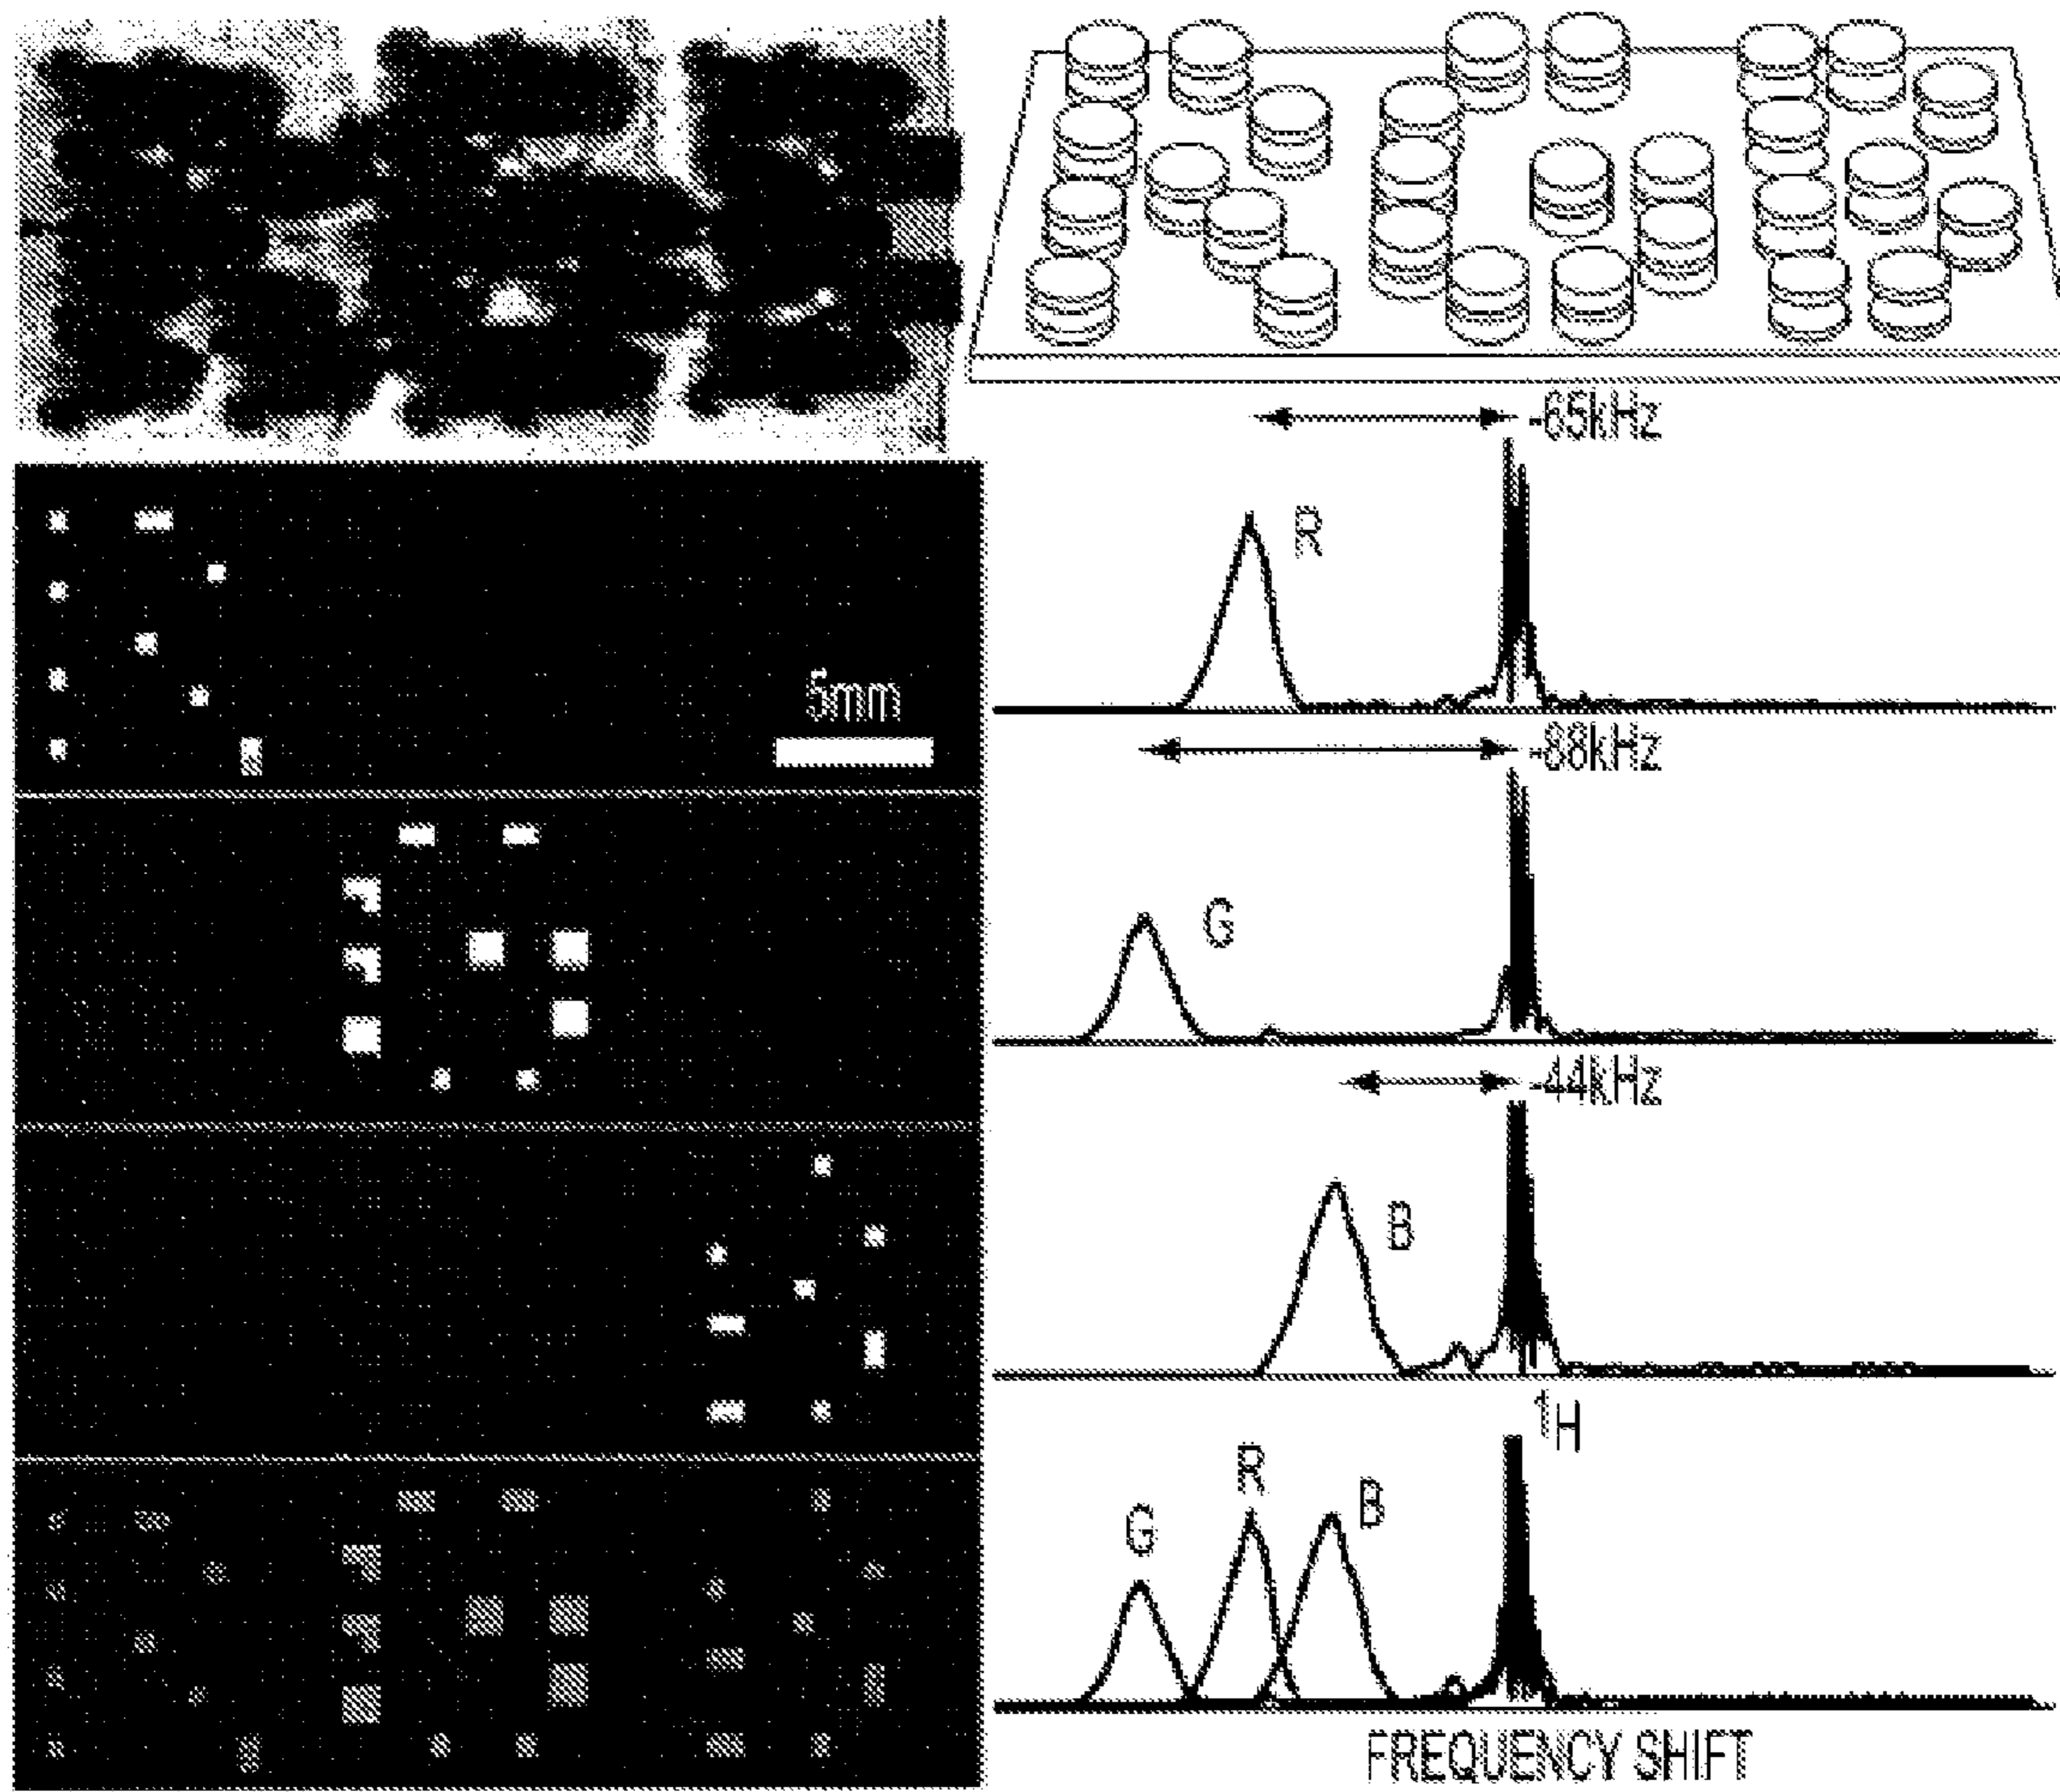 -65kHz
R
5mm
-88kHz
G
-44kHz
B
1H
G R B
FREQUENCY SHIFT